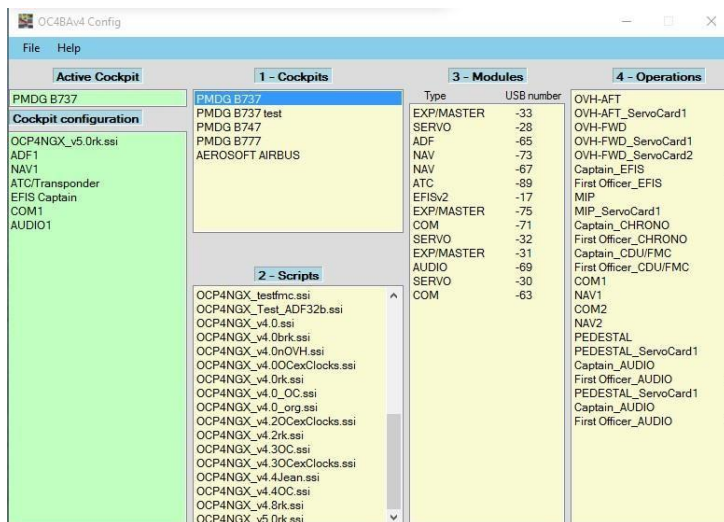 OC4BAv4 Config
File Help
Active Cockpit
PMDG B737
Cockpit configuration
OCP4NGX_v5.0rk.ssi
ADF1
NAV1
ATC/Transponder
EFIS Captain
COM1
AUDIO1
1 - Cockpits
PMDG B737
PMDG B737 test
PMDG B747
PMDG B777
AEROSOFT AIRBUS
2 - Scripts
OCP4NGX_testfmc.ssi
OCP4NGX_Test_ADF32b.ssi
OCP4NGX_v4.0.ssi
OCP4NGX_v4.0brk.ssi
OCP4NGX_v4.0nOVH.ssi
OCP4NGX_v4.0OCexClocks.ssi
OCP4NGX_v4.0rk.ssi
OCP4NGX_v4.0_OC.ssi
OCP4NGX_v4.0_org.ssi
OCP4NGX_v4.2OCexClocks.ssi
OCP4NGX_v4.2rk.ssi
OCP4NGX_v4.3OC.ssi
OCP4NGX_v4.3OCexClocks.ssi
OCP4NGX_v4.4Jean.ssi
OCP4NGX_v4.4OC.ssi
OCP4NGX_v4.8rk.ssi
OCP4NGX_v5.0rk.ssi
3 - Modules
Type USB number
EXP/MASTER -33
SERVO -28
ADF -65
NAV -73
NAV -67
ATC -89
EFISv2 -17
EXP/MASTER -75
COM -71
SERVO -32
EXP/MASTER -31
AUDIO -69
SERVO -30
COM -63
4 - Operations
OVH-AFT
OVH-AFT_ServoCard1
OVH-FWD
OVH-FWD_ServoCard1
OVH-FWD_ServoCard2
Captain_EFIS
First Officer_EFIS
MIP
MIP_ServoCard1
Captain_CHRONO
First Officer_CHRONO
Captain_CDU/FMC
First Officer_CDU/FMC
COM1
NAV1
COM2
NAV2
PEDESTAL
PEDESTAL_ServoCard1
Captain_AUDIO
First Officer_AUDIO
PEDESTAL_ServoCard1
Captain_AUDIO
First Officer_AUDIO